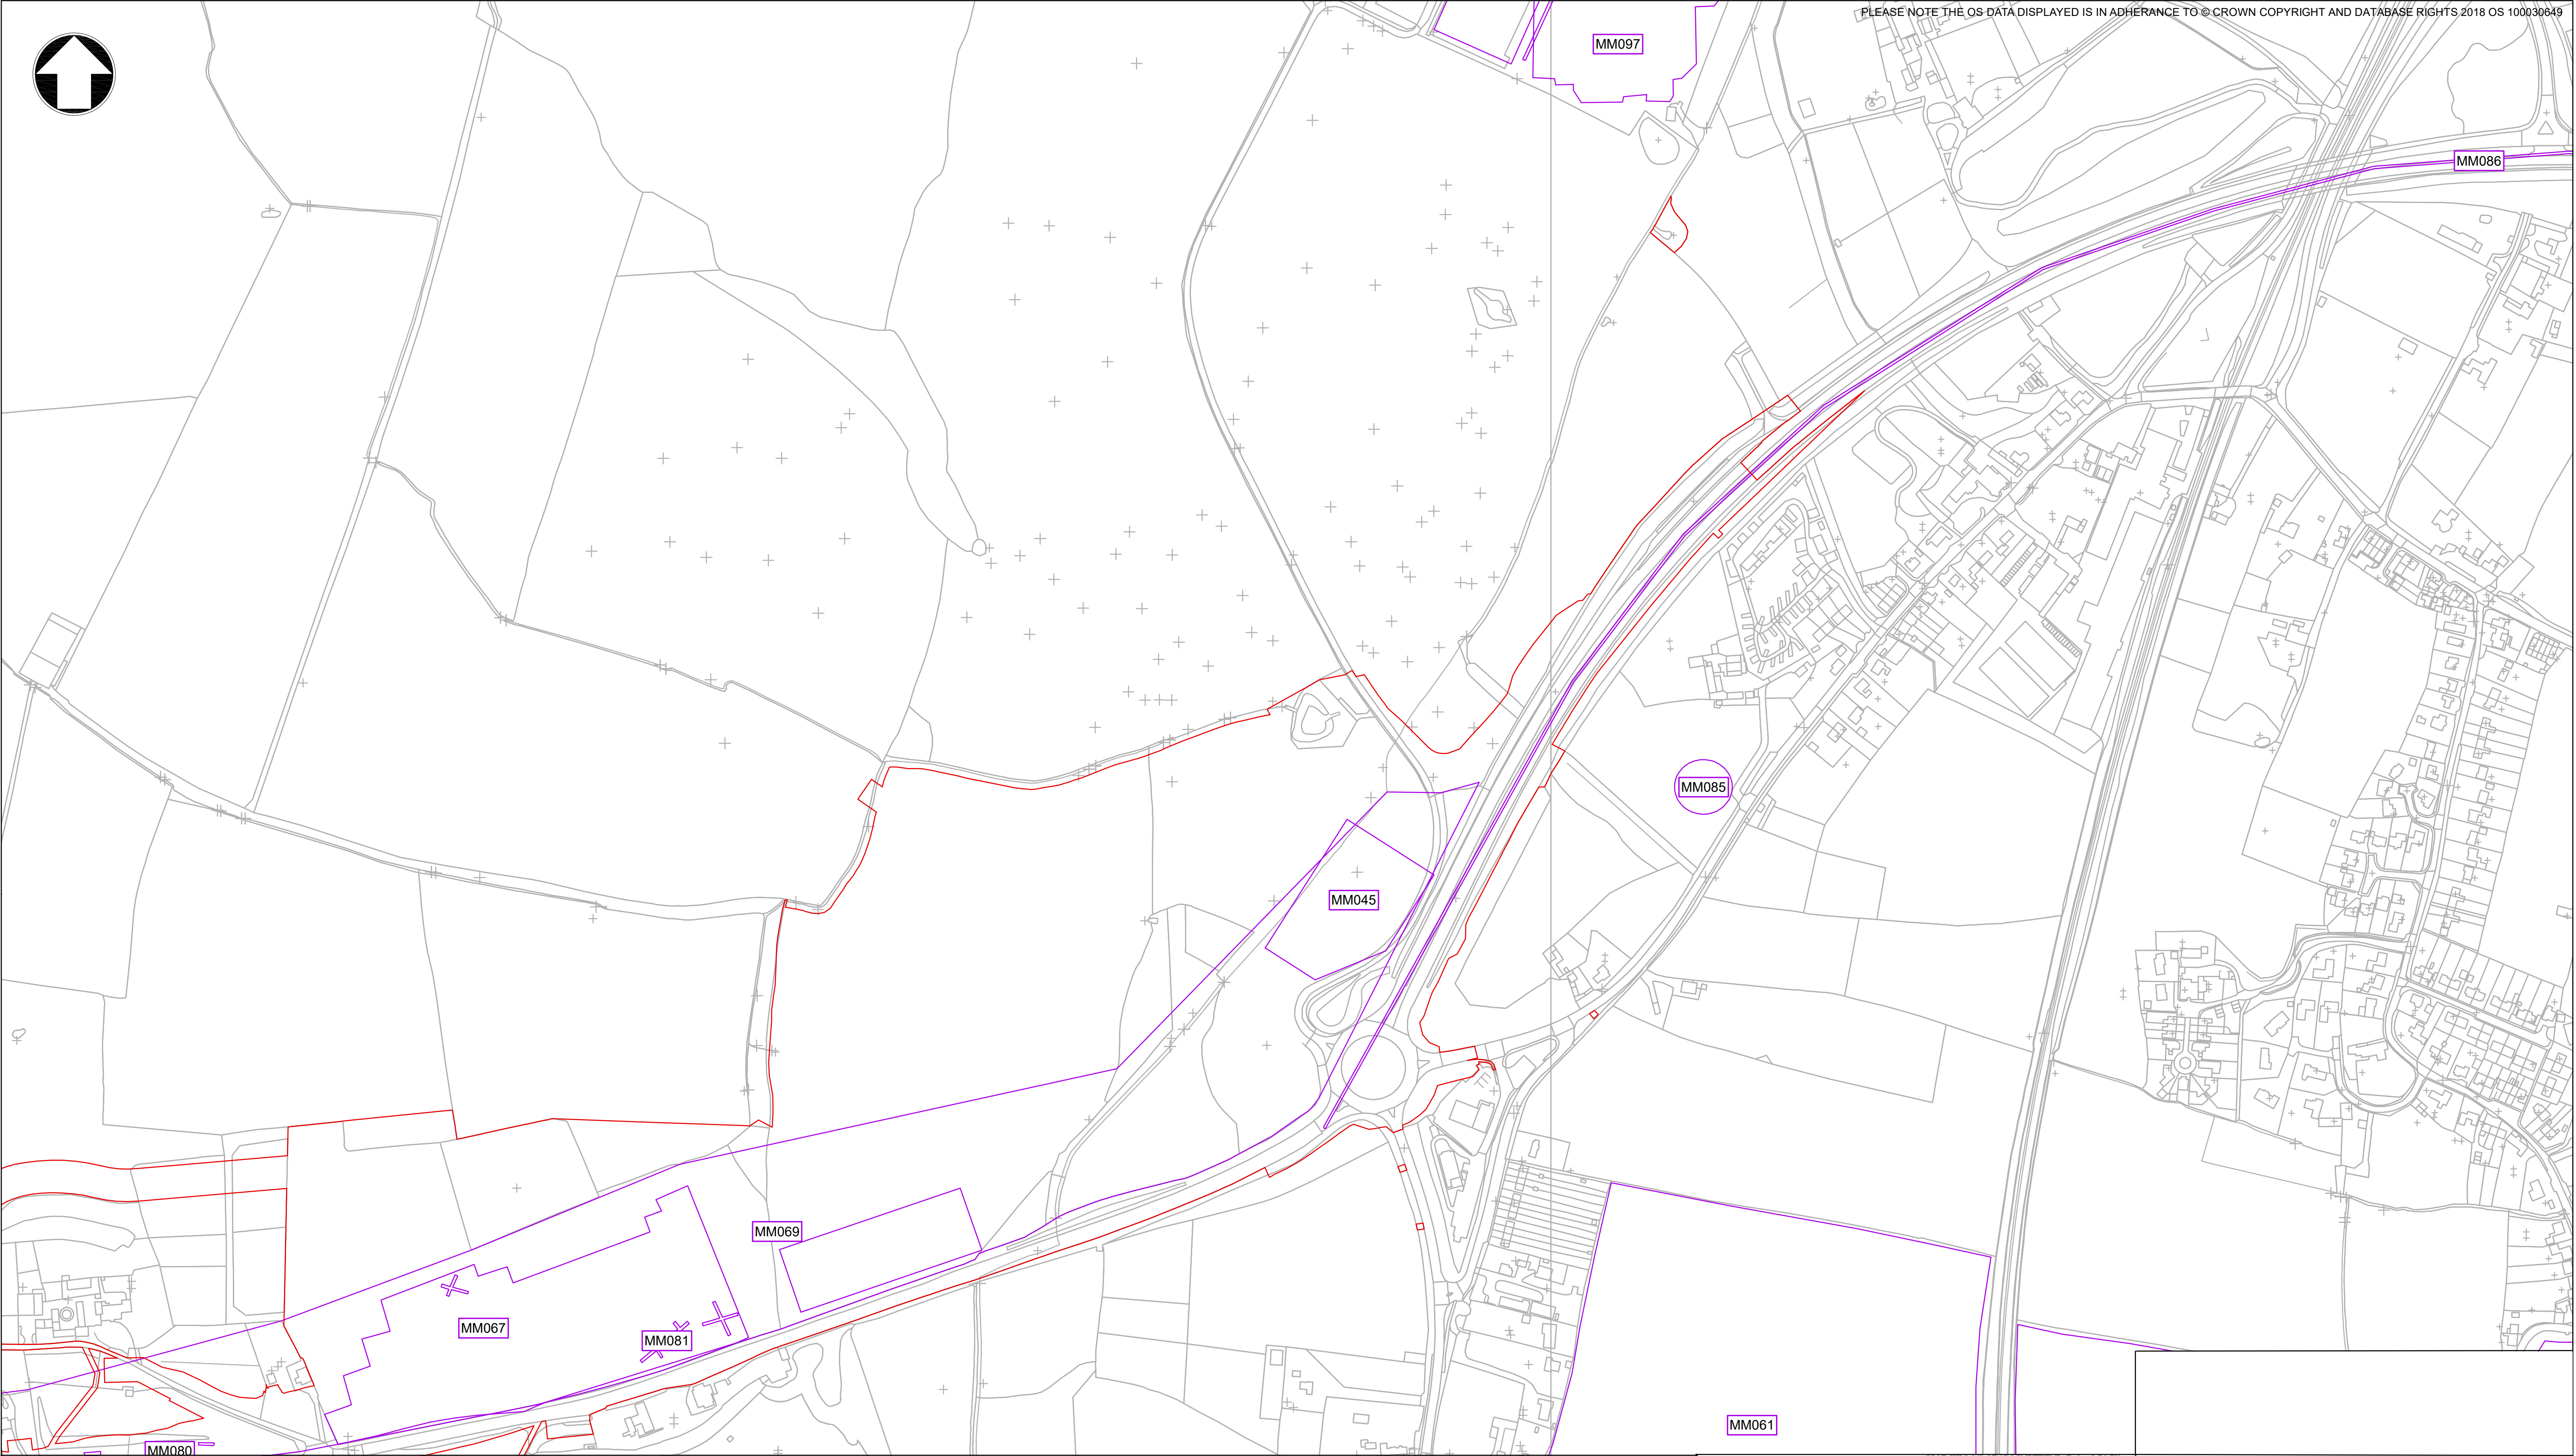 PLEASE NOTE THE OS DATA DISPLAYED IS IN ADHERANCE TO © CROWN COPYRIGHT AND DATABASE RIGHTS 2018 OS 100030649
MM097
MM086
MM085
MM045
MM069
MM067
MM081
MM061
MM080